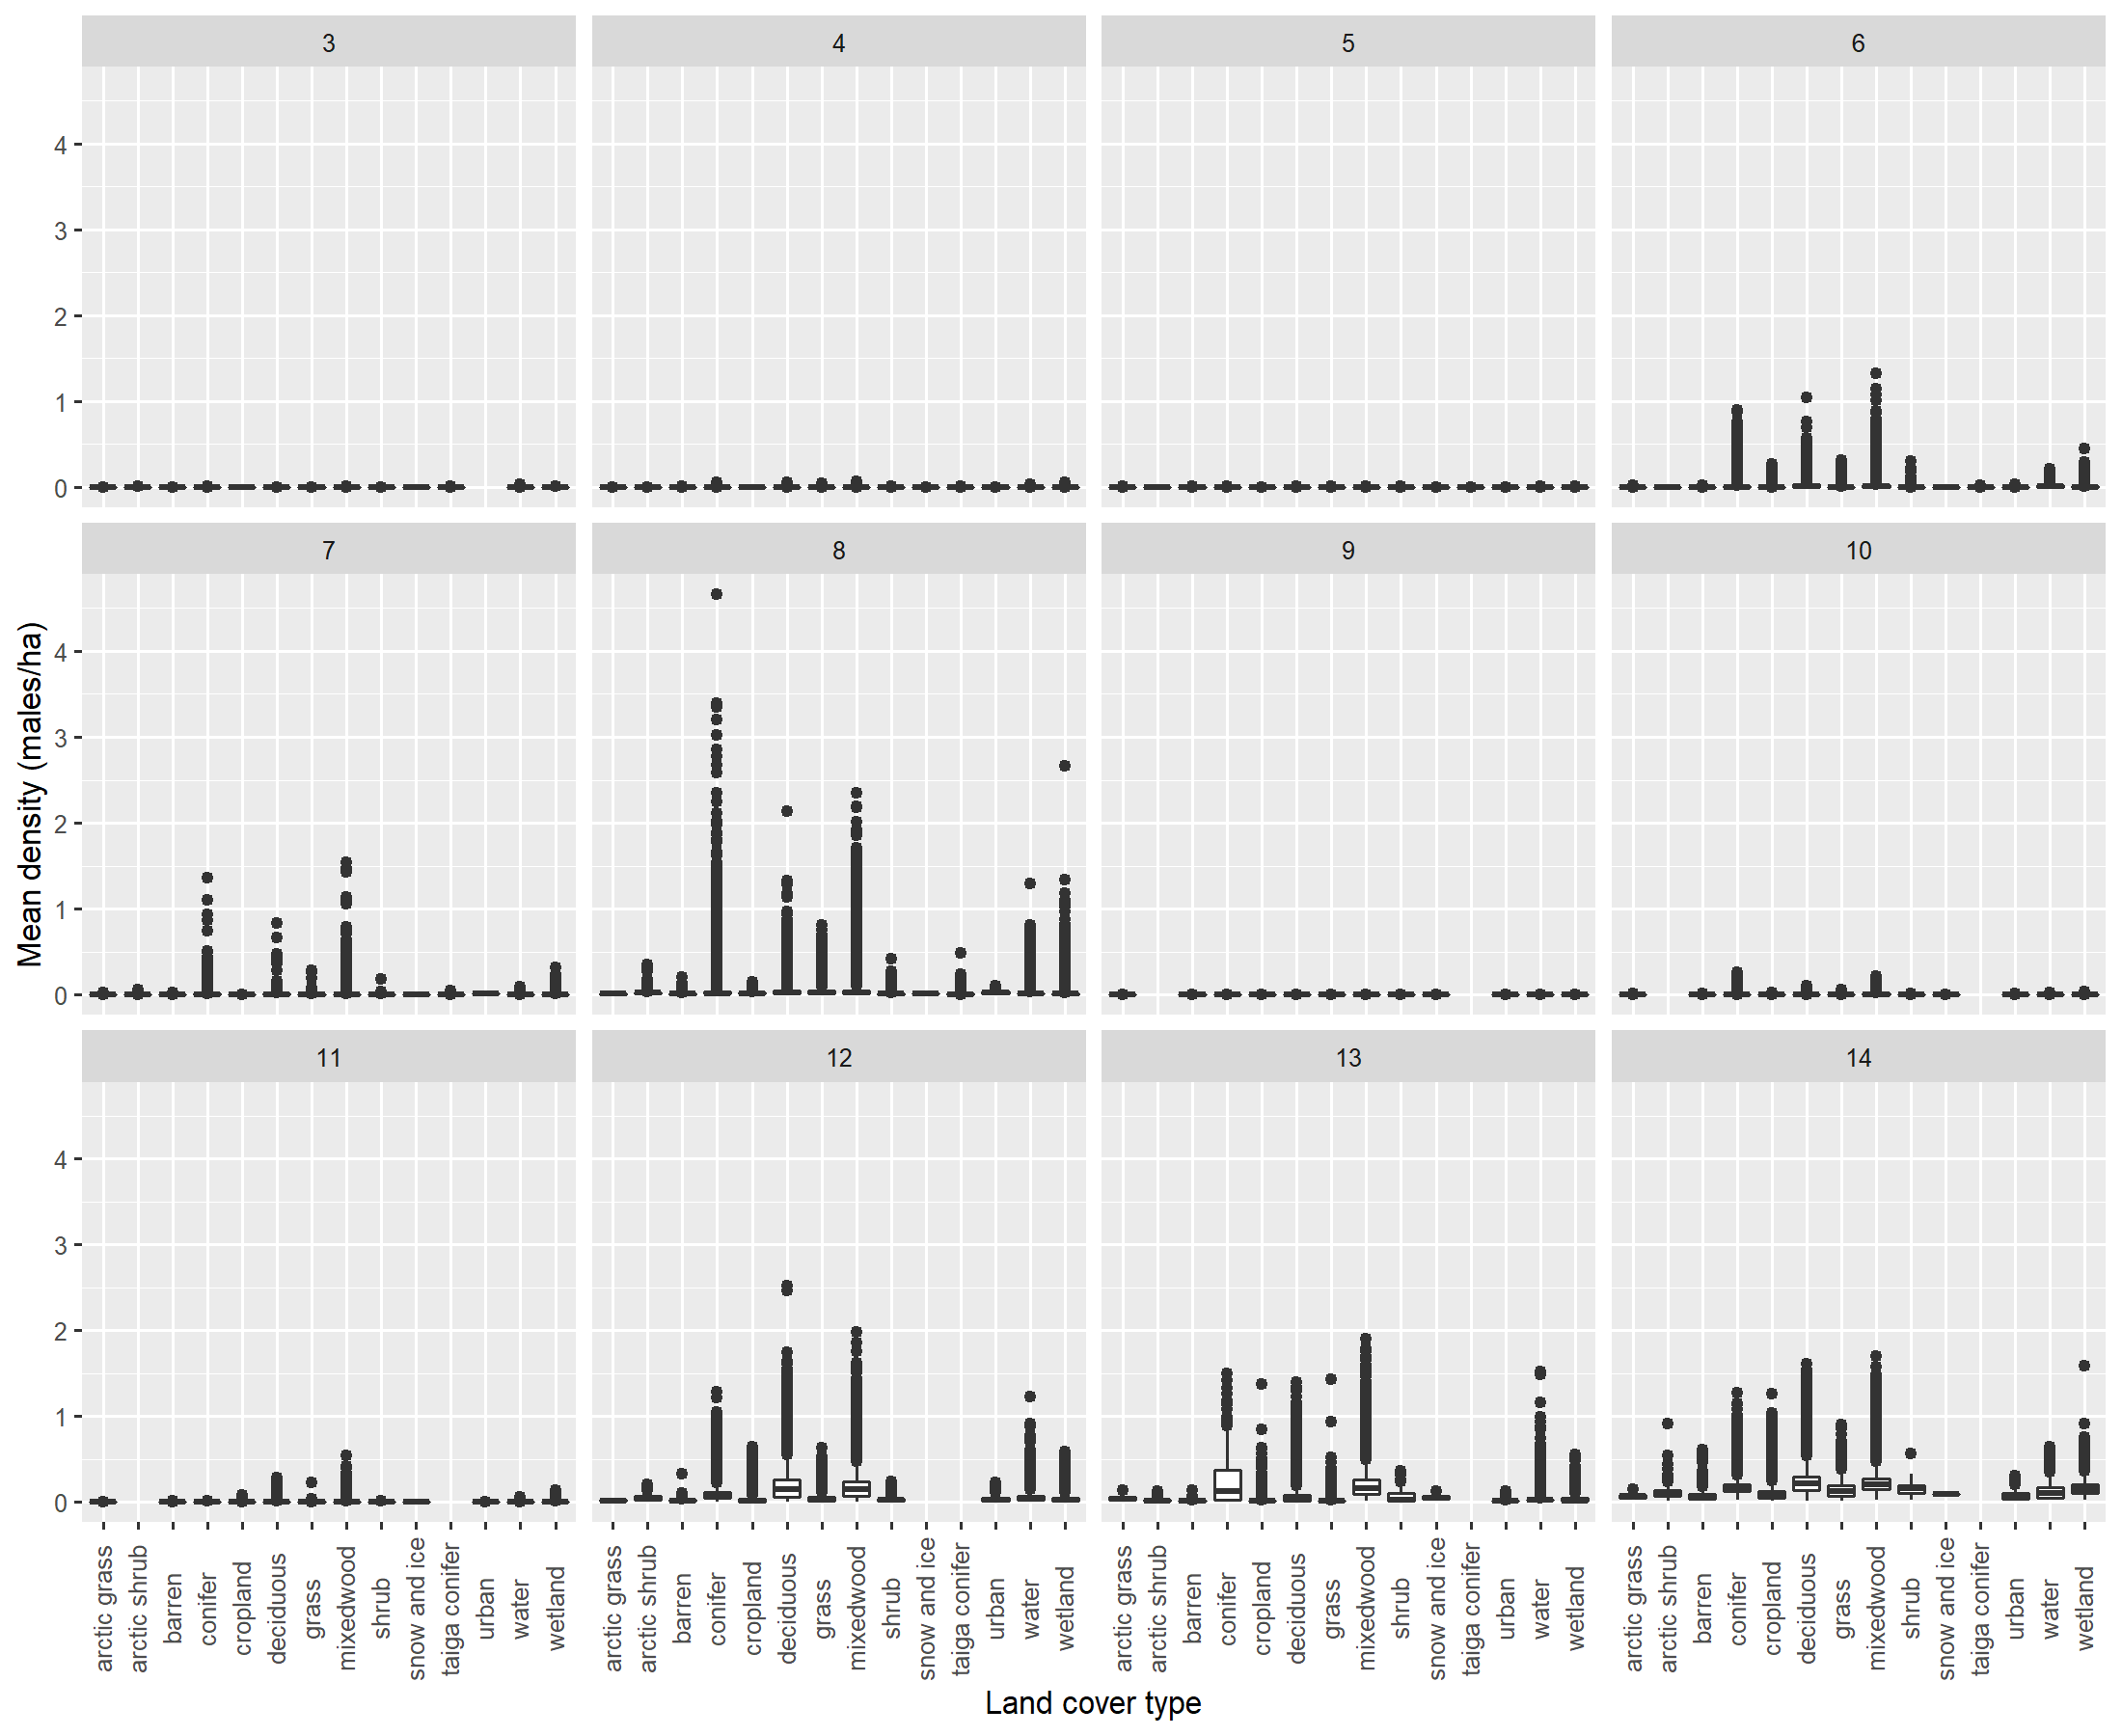 3 4 5 6
4
3
2
1
0
7 8 9 10
4
3
2
1
0
11 12 13 14
4
3
2
1
0
Mean density (males/ha)
arctic grass arctic shrub barren conifer cropland deciduous grass mixedwood shrub snow and ice taiga conifer urban water wetland arctic grass arctic shrub barren conifer cropland deciduous grass mixedwood shrub snow and ice taiga conifer urban water wetland arctic grass arctic shrub barren conifer cropland deciduous grass mixedwood shrub snow and ice taiga conifer urban water wetland arctic grass arctic shrub barren conifer cropland deciduous grass mixedwood shrub snow and ice taiga conifer urban water wetland
Land cover type